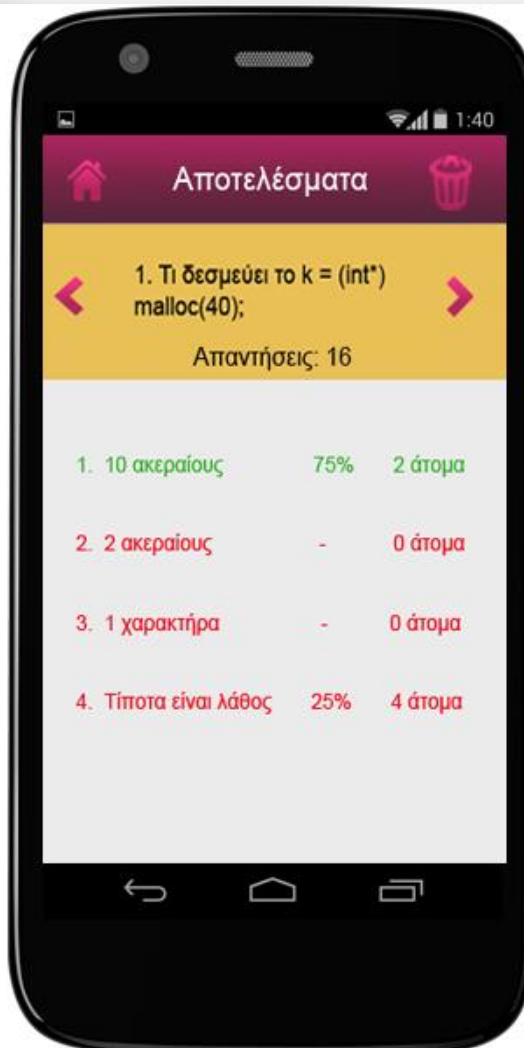 1:40
Αποτελέσματα
1. Τι δεσμεύει το k = (int*)
malloc(40);
Απαντήσεις: 16
1. 10 ακεραίους 75% 2 άτομα
2. 2 ακεραίους - 0 άτομα
3. 1 χαρακτήρα - 0 άτομα
4. Τίποτα είναι λάθος 25% 4 άτομα